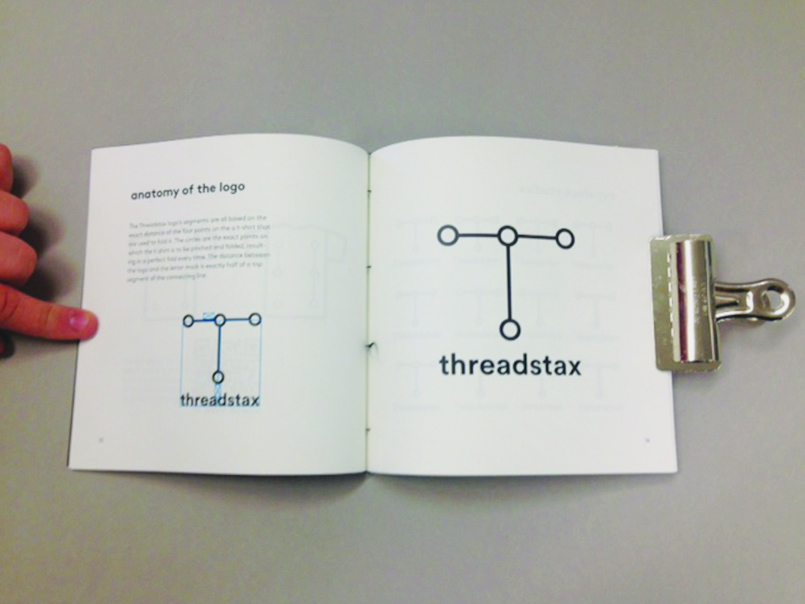 anatomy of the logo
The Threadstax logo's segments are all based on the
exact distance of the four points on the a t-shirt that
are used to fold it. The circles are the exact points on
which the t-shirt is to be pinched and folded, result-
ing in a perfect fold every time. The distance between
the logo and the letter mark is exactly half of a top
segment of the connecting line.
threadstax
threadstax